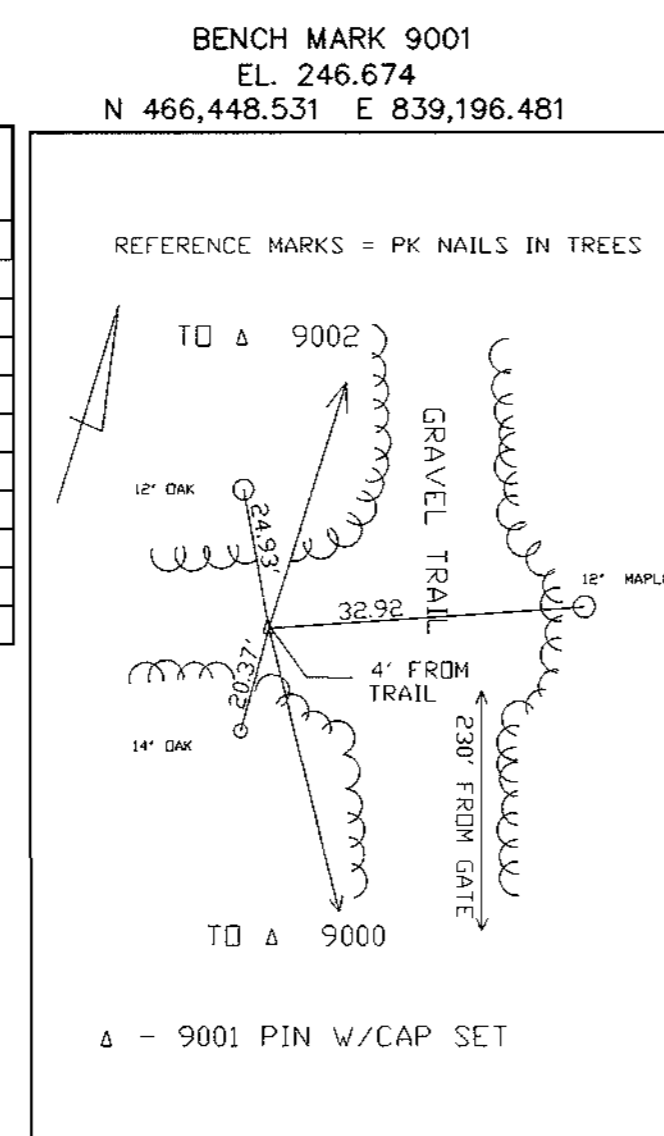 BENCH MARK 9001
EL. 246.674
N 466,448.531 E 839,196.481
REFERENCE MARKS = PK NAILS IN TREES
TO Δ 9002
GRAVEL TRAIL
12" OAK
24.93'
12" MAPLE
32.92
4' FROM
TRAIL
20.37'
14" OAK
230' FROM GATE
TO Δ 9000
Δ - 9001 PIN W/CAP SET